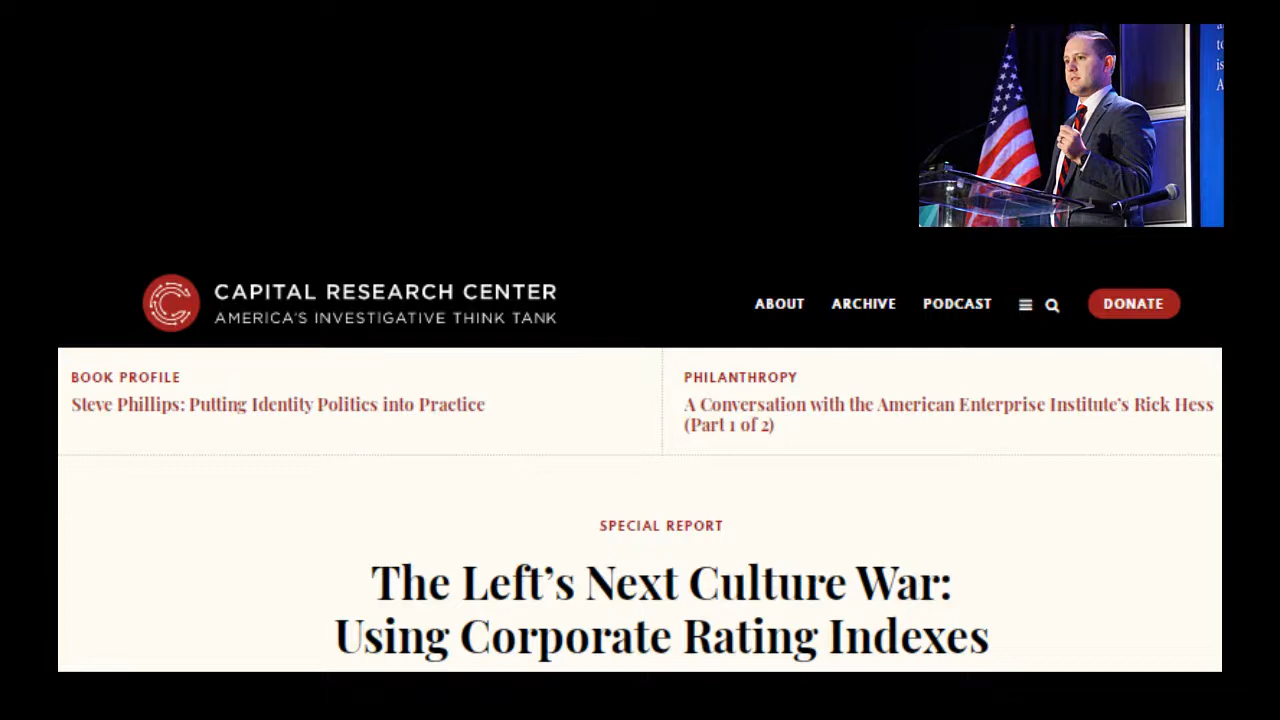 CAPITAL RESEARCH CENTER
AMERICA'S INVESTIGATIVE THINK TANK
ABOUT
ARCHIVE
PODCAST
DONATE
BOOK PROFILE
Steve Phillips: Putting Identity Politics into Practice
PHILANTHROPY
A Conversation with the American Enterprise Institute's Rick Hess
(Part 1 of 2)
SPECIAL REPORT
The Left's Next Culture War:
Using Corporate Rating Indexes